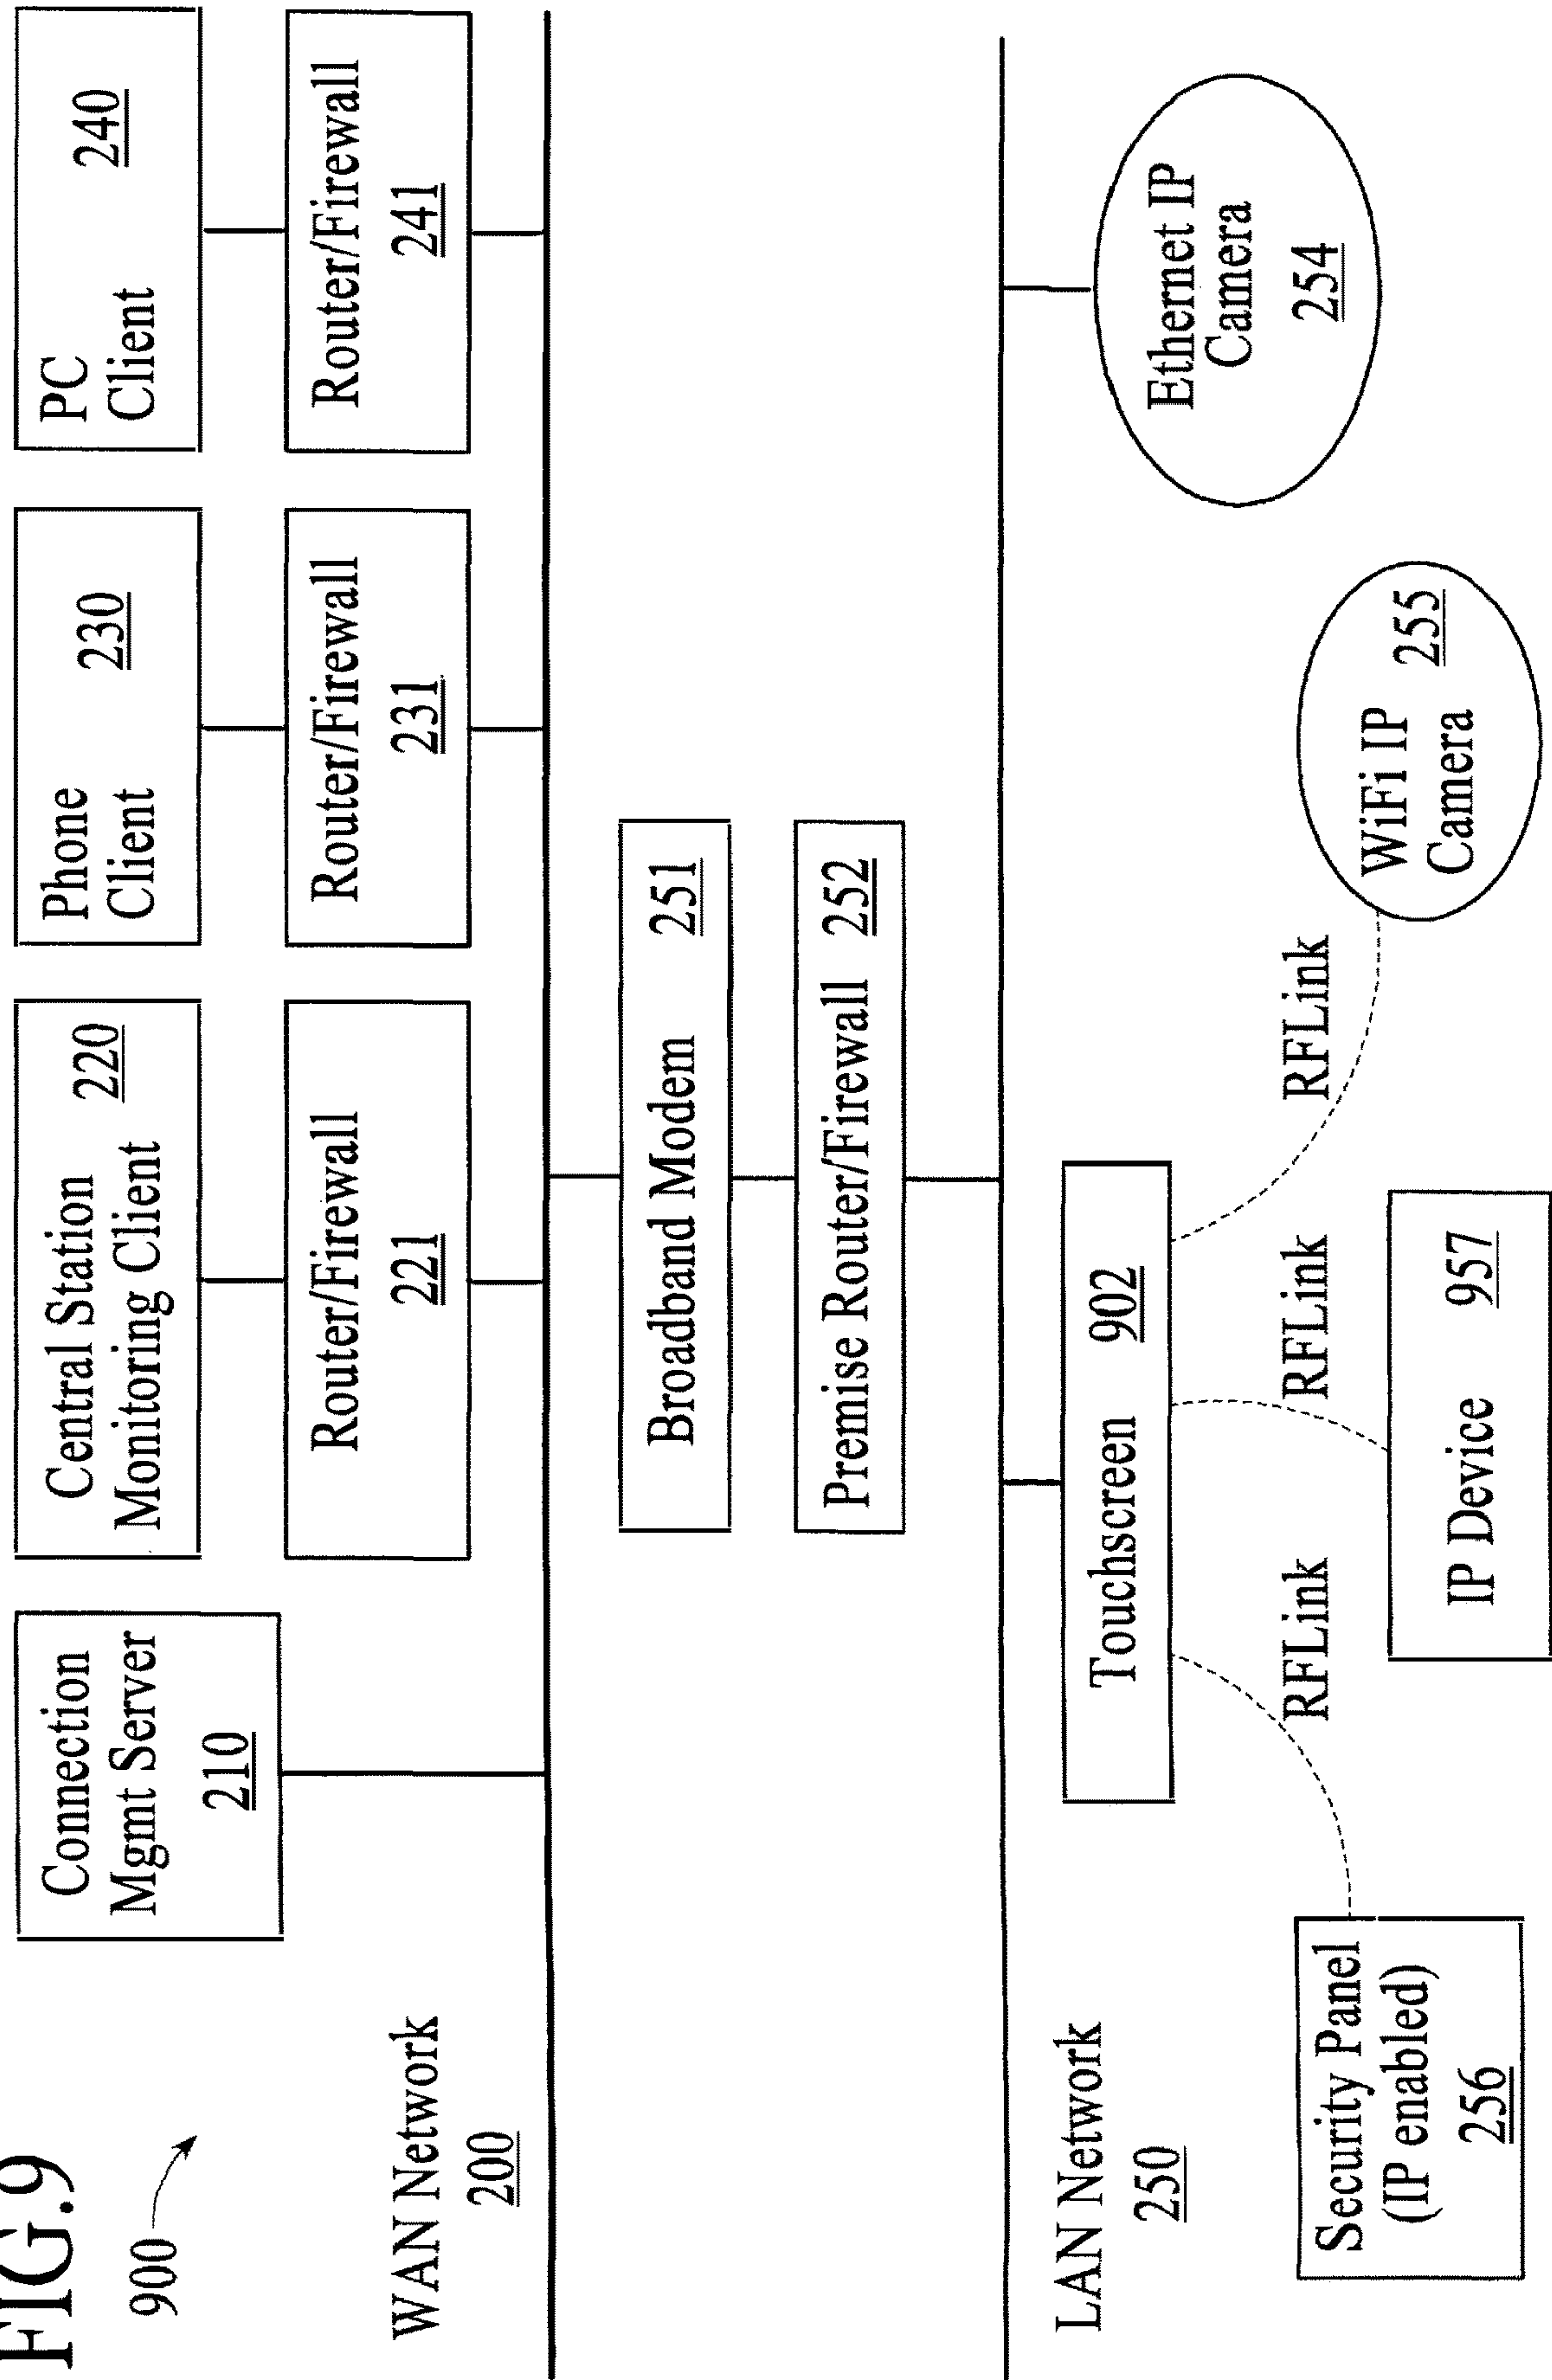 FIG.9
900
Connection
Mgmt Server
210
Central Station
Monitoring Client
220
Phone
Client
230
PC
Client
240
Router/Firewall
221
Router/Firewall
231
Router/Firewall
241
WAN Network
200
Broadband Modem 251
Premise Router/Firewall 252
LAN Network
250
Touchscreen 902
Ethernet IP
Camera
254
RFLink
RFLink
RFLink
Security Panel
(IP enabled)
256
IP Device 957
WiFi IP
Camera
255